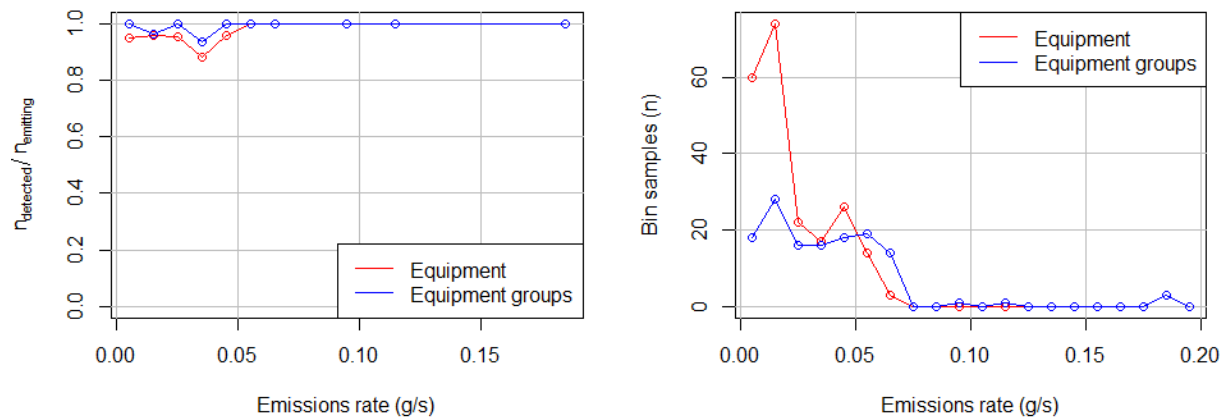 n_detected / n_emitting
1.0
0.8
0.6
0.4
0.2
0.0
Equipment
Equipment groups
0.00 0.05 0.10 0.15
Emissions rate (g/s)
Bin samples (n)
60
40
20
0
Equipment
Equipment groups
0.00 0.05 0.10 0.15 0.20
Emissions rate (g/s)